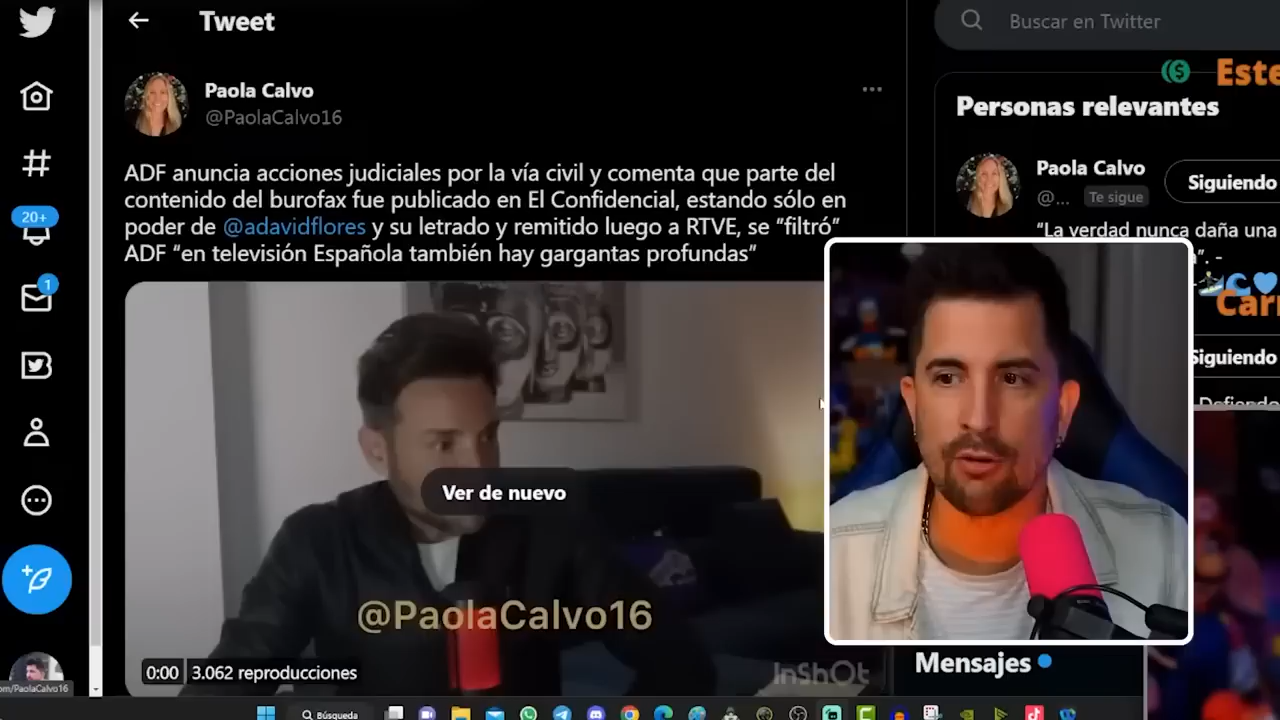 Tweet
Buscar en Twitter
Este
Paola Calvo
@PaolaCalvo16
Personas relevantes
ADF anuncia acciones judiciales por la vía civil y comenta que parte del
contenido del burofax fue publicado en El Confidencial, estando sólo en
poder de @adavidflores y su letrado y remitido luego a RTVE, se "filtró"
ADF “en televisión Española también hay gargantas profundas”
Paola Calvo
Siguiendo
@... Te sigue
“La verdad nunca daña una
20+
1
Siguiendo
Ver de nuevo
@PaolaCalvo16
0:00 3.062 reproducciones
InShOt
Mensajes
om/PaolaCalvo16
Búsqueda